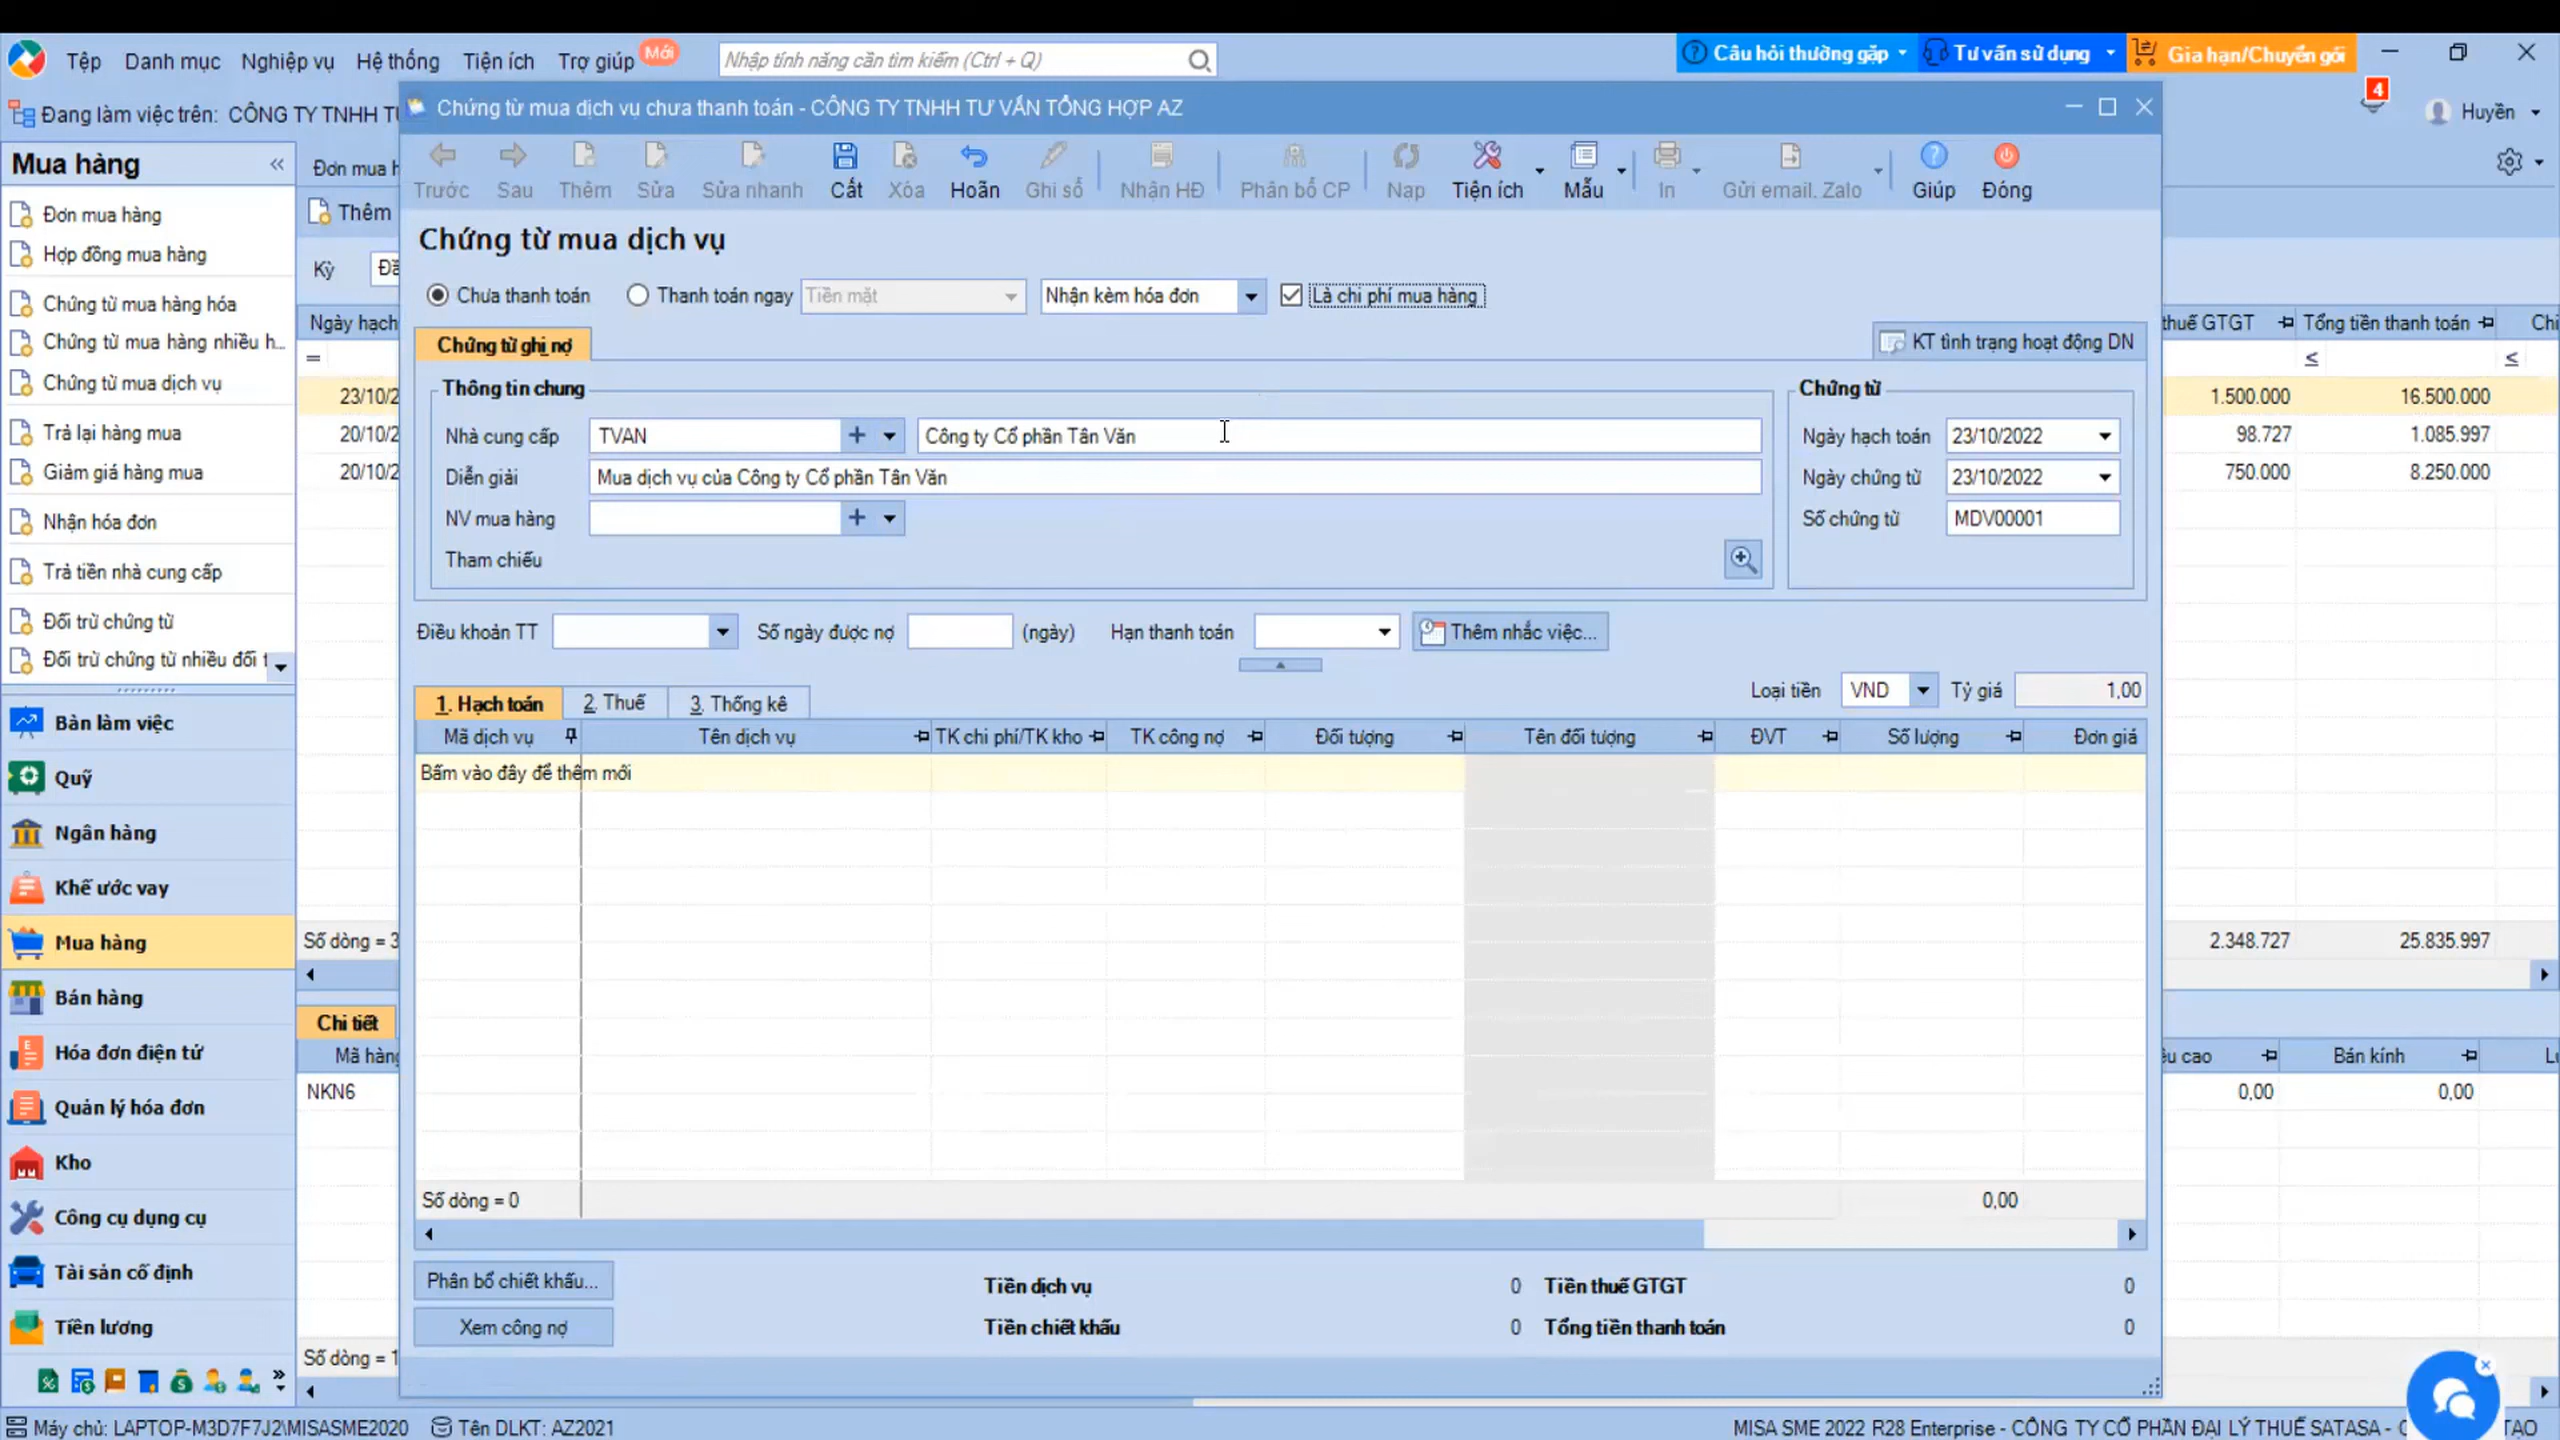 Tệp Danh mục Nghiệp vụ Hệ thống Tiện ích Trợ giúp Mới Nhập tính năng cần tìm kiếm (Ctrl + Q) Câu hỏi thường gặp Tư vấn sử dụng Gia hạn/Chuyển gói
Đang làm việc trên: CÔNG TY TNHH
4 Huyền
Chứng từ mua dịch vụ chưa thanh toán - CÔNG TY TNHH TƯ VẤN TỔNG HỢP AZ
Mua hàng
Đơn mua
Trước Sau Thêm Sửa Sửa nhanh Cất Xóa Hoãn Ghi sổ Nhận HĐ Phân bổ CP Nạp Tiện ích Mẫu In Gửi email, Zalo Giúp Đóng
Thêm
Kỳ
Chứng từ mua dịch vụ
Chưa thanh toán Thanh toán ngay Tiền mặt Nhận kèm hóa đơn Là chi phí mua hàng
Chứng từ ghi nợ
KT tình trạng hoạt động DN
Thông tin chung
Nhà cung cấp TVAN Công ty Cổ phần Tân Văn
Diễn giải Mua dịch vụ của Công ty Cổ phần Tân Văn
NV mua hàng
Tham chiếu
Chứng từ
Ngày hạch toán 23/10/2022
Ngày chứng từ 23/10/2022
Số chứng từ MDV00001
Điều khoản TT Số ngày được nợ (ngày) Hạn thanh toán Thêm nhắc việc...
1. Hạch toán 2. Thuế 3. Thống kê
Loại tiền VND Tỷ giá 1,00
Mã dịch vụ Tên dịch vụ TK chi phí/TK kho TK công nợ Đối tượng Tên đối tượng ĐVT Số lượng Đơn giá
Bấm vào đây để thêm mới
Số dòng = 0 0,00
Phân bổ chiết khấu...
Xem công nợ
Tiền dịch vụ 0 Tiền thuế GTGT 0
Tiền chiết khấu 0 Tổng tiền thanh toán 0
Đơn mua hàng
Hợp đồng mua hàng
Chứng từ mua hàng hóa
Chứng từ mua hàng nhiều h...
Chứng từ mua dịch vụ
Trả lại hàng mua
Giảm giá hàng mua
Nhận hóa đơn
Trả tiền nhà cung cấp
Đối trừ chứng từ
Đối trừ chứng từ nhiều đối
Bàn làm việc
Quỹ
Ngân hàng
Khế ước vay
Mua hàng
Bán hàng
Hóa đơn điện tử
Quản lý hóa đơn
Kho
Công cụ dụng cụ
Tài sản cố định
Tiền lương
Ngày hạch
=
23/10/2
20/10/2
20/10/2
Số dòng = 3
Chi tiết
Mã hàng
NKN6
Số dòng = 1
thuế GTGT Tổng tiền thanh toán Chi
≤ ≤
1.500.000 16.500.000
98.727 1.085.997
750.000 8.250.000
2.348.727 25.835.997
cao Bán kính
0,00 0,00
Máy chủ: LAPTOP-M3D7F7J2\MISASME2020 Tên DLKT: AZ2021
MISA SME 2022 R28 Enterprise - CÔNG TY CỔ PHẦN ĐẠI LÝ THUẾ SATASA -